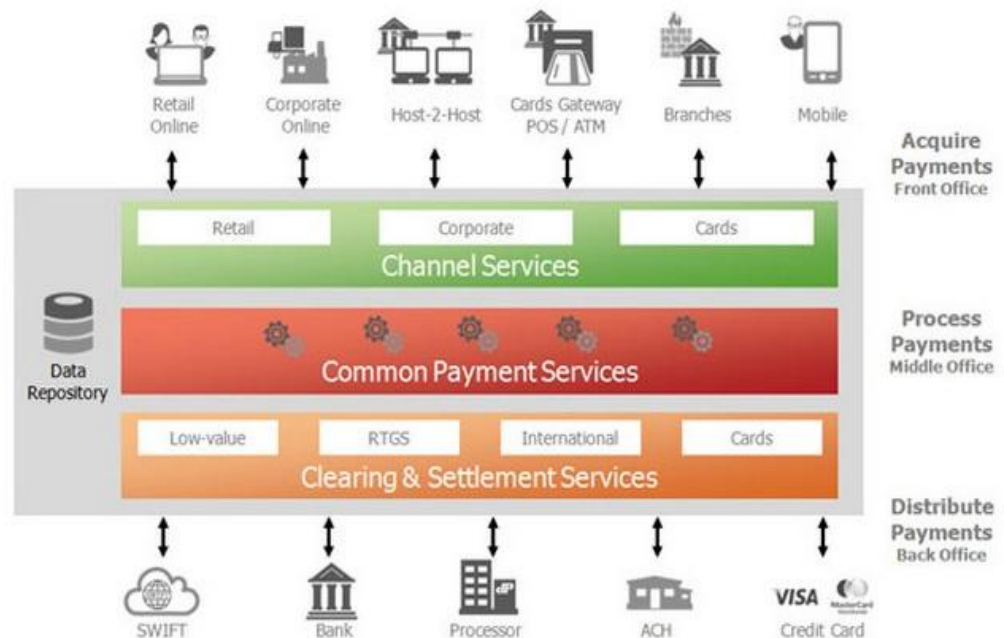 Retail
Online
Corporate
Online
Host-2-Host
Cards Gateway
POS / ATM
Branches
Mobile
Acquire
Payments
Front Office
Retail
Corporate
Cards
Channel Services
Data
Repository
Common Payment Services
Process
Payments
Middle Office
Low-value
RTGS
International
Cards
Clearing & Settlement Services
Distribute
Payments
Back Office
VISA
MasterCard
SWIFT
Bank
Processor
ACH
Credit Card